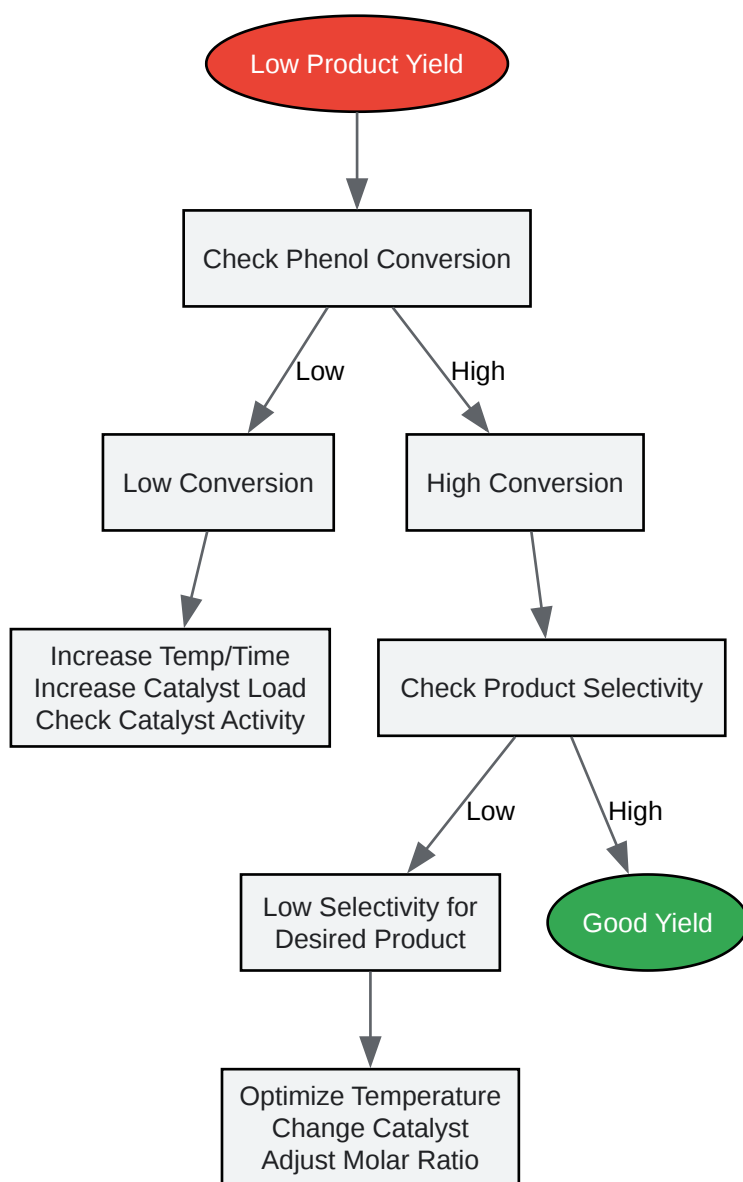 Low Product Yield
Check Phenol Conversion
Low
High
Low Conversion
High Conversion
Increase Temp/Time
Increase Catalyst Load
Check Catalyst Activity
Check Product Selectivity
Low
High
Low Selectivity for
Desired Product
Good Yield
Optimize Temperature
Change Catalyst
Adjust Molar Ratio